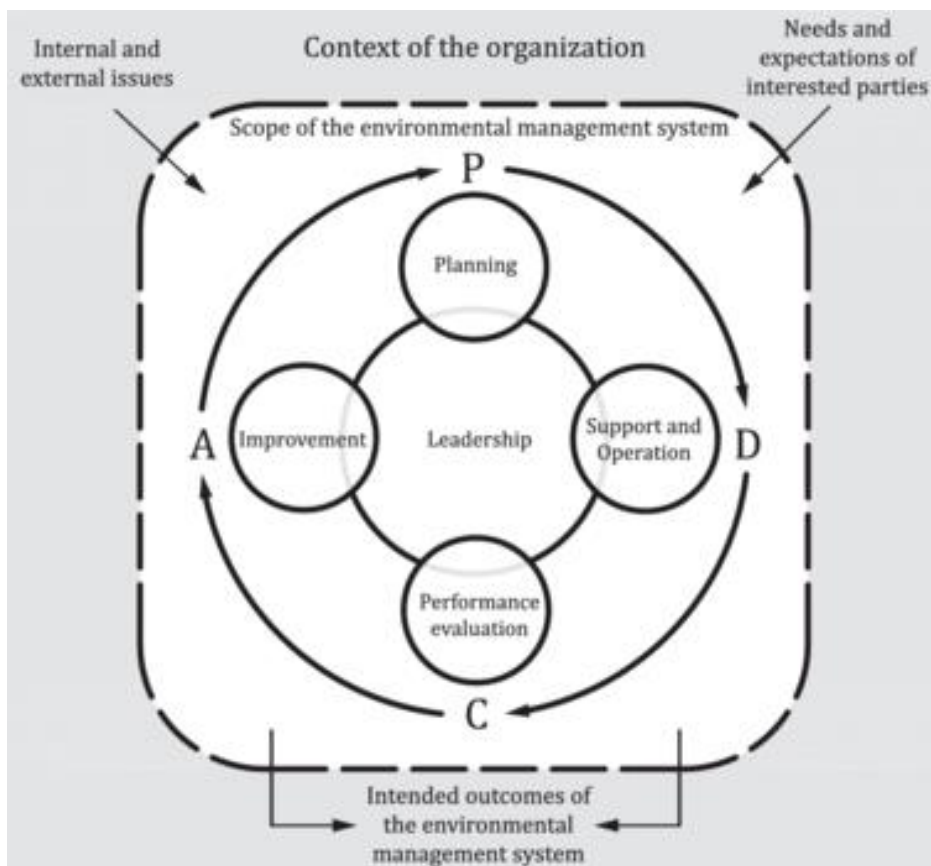 Internal and
external issues
Context of the organization
Needs and
expectations of
interested parties
Scope of the environmental management system
P
Planning
A
Improvement
Leadership
Support and
Operation
D
Performance
evaluation
C
Intended outcomes of
the environmental
management system